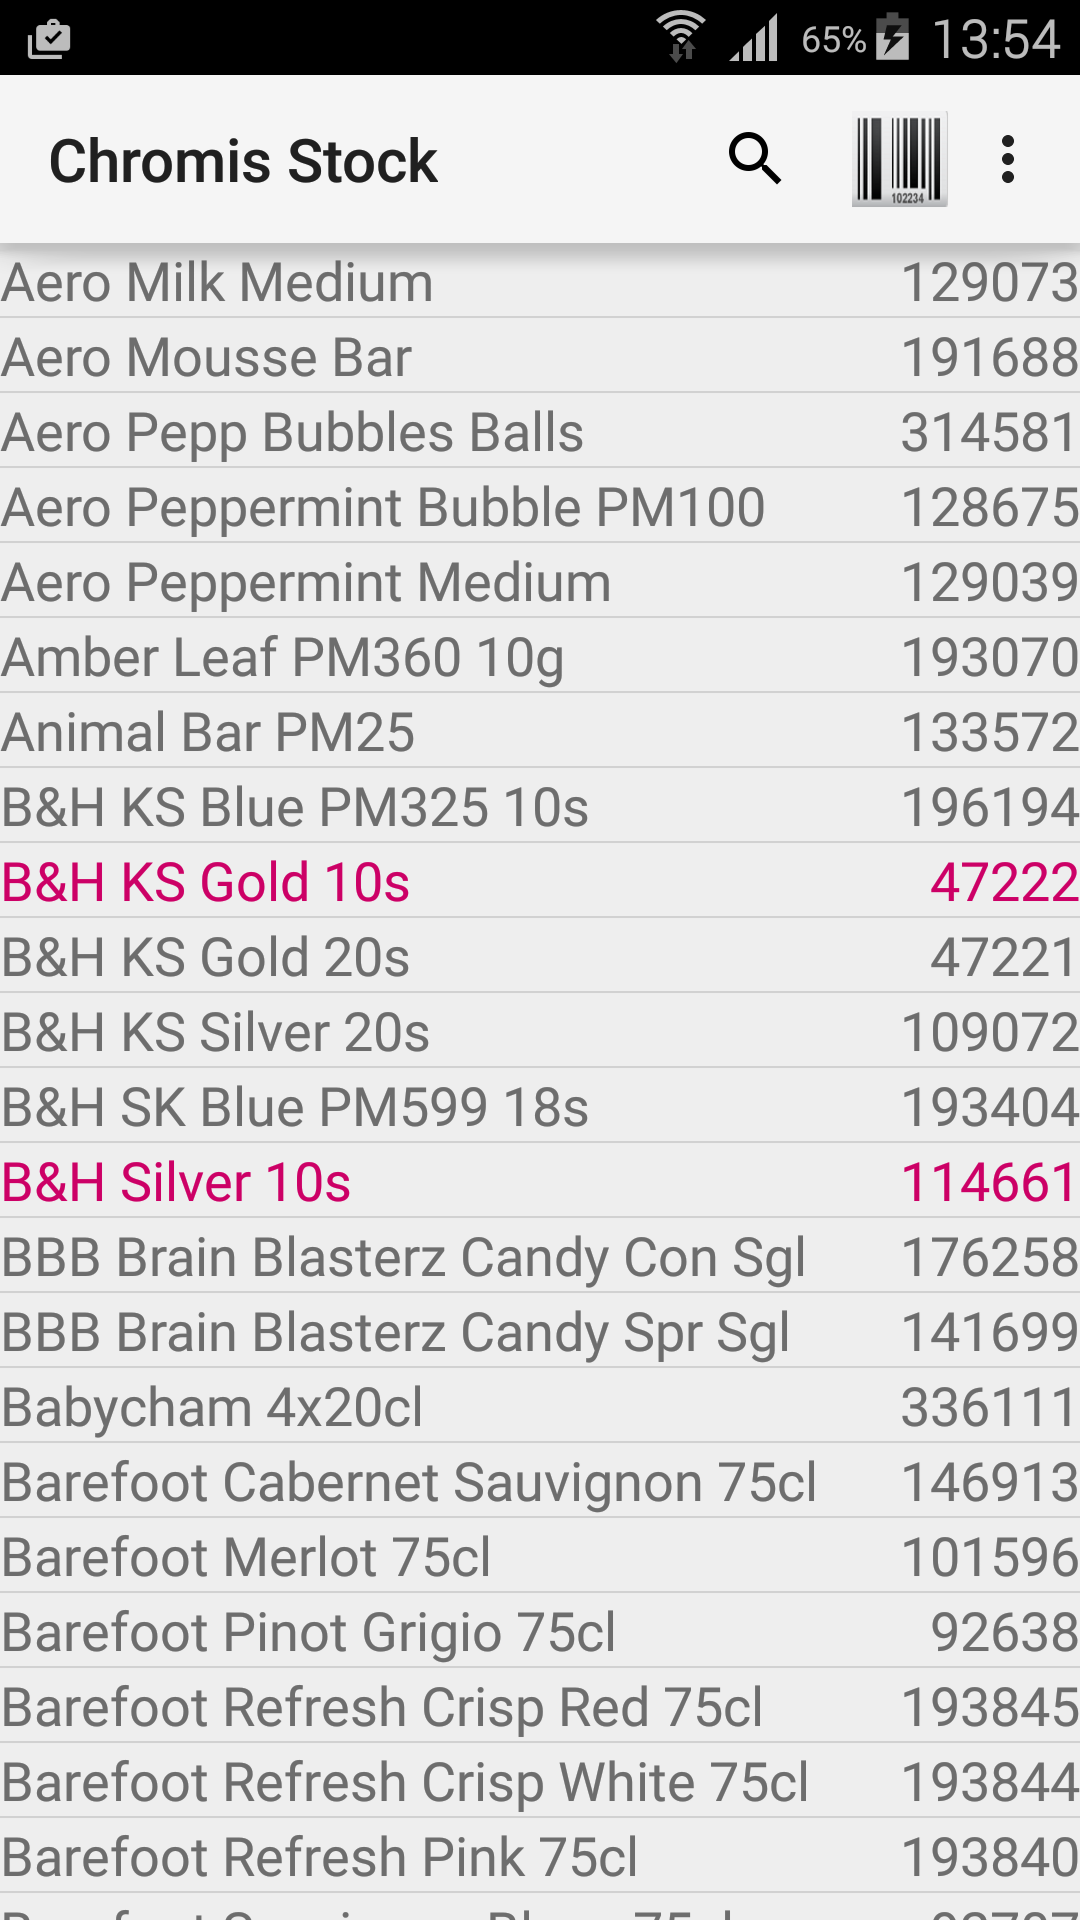 65% 13:54
Chromis Stock 102234
Aero Milk Medium 129073
Aero Mousse Bar 191688
Aero Pepp Bubbles Balls 314581
Aero Peppermint Bubble PM100 128675
Aero Peppermint Medium 129039
Amber Leaf PM360 10g 193070
Animal Bar PM25 133572
B&H KS Blue PM325 10s 196194
B&H KS Gold 10s 47222
B&H KS Gold 20s 47221
B&H KS Silver 20s 109072
B&H SK Blue PM599 18s 193404
B&H Silver 10s 114661
BBB Brain Blasterz Candy Con Sgl 176258
BBB Brain Blasterz Candy Spr Sgl 141699
Babycham 4x20cl 336111
Barefoot Cabernet Sauvignon 75cl 146913
Barefoot Merlot 75cl 101596
Barefoot Pinot Grigio 75cl 92638
Barefoot Refresh Crisp Red 75cl 193845
Barefoot Refresh Crisp White 75cl 193844
Barefoot Refresh Pink 75cl 193840